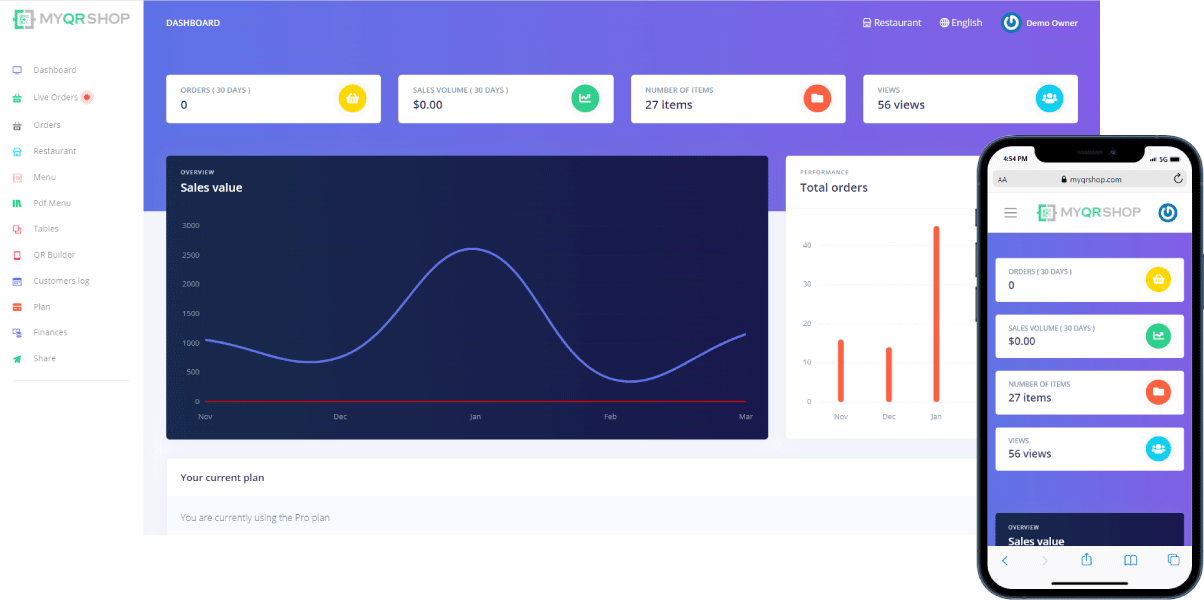 MYQRSHOP
DASHBOARD
Restaurant
English
Demo Owner
Dashboard
Live Orders
Orders
Restaurant
Menu
Pdf Menu
Tables
QR Builder
Customers log
Plan
Finances
Share
ORDERS ( 30 DAYS )
0
SALES VOLUME ( 30 DAYS )
$0.00
NUMBER OF ITEMS
27 items
VIEWS
56 views
OVERVIEW
Sales value
3000
2500
2000
1500
1000
500
0
Nov Dec Jan Feb Mar
PERFORMANCE
Total orders
40
30
20
10
0
Nov Dec Jan
Your current plan
You are currently using the Pro plan
4:54 PM
5G
AA
myqrshop.com
MYQRSHOP
ORDERS ( 30 DAYS )
0
SALES VOLUME ( 30 DAYS )
$0.00
NUMBER OF ITEMS
27 items
VIEWS
56 views
OVERVIEW
Sales value